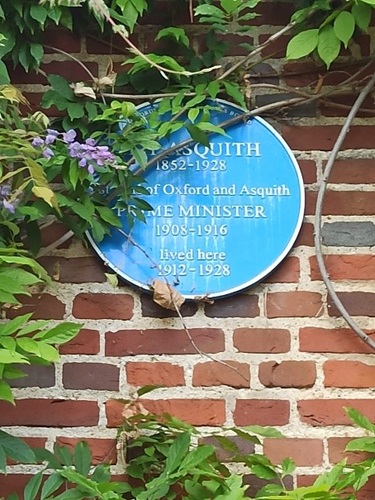 ASQUITH
1852-1928
of Oxford and Asquith
PRIME MINISTER
1908-1916
lived here
1912-1928